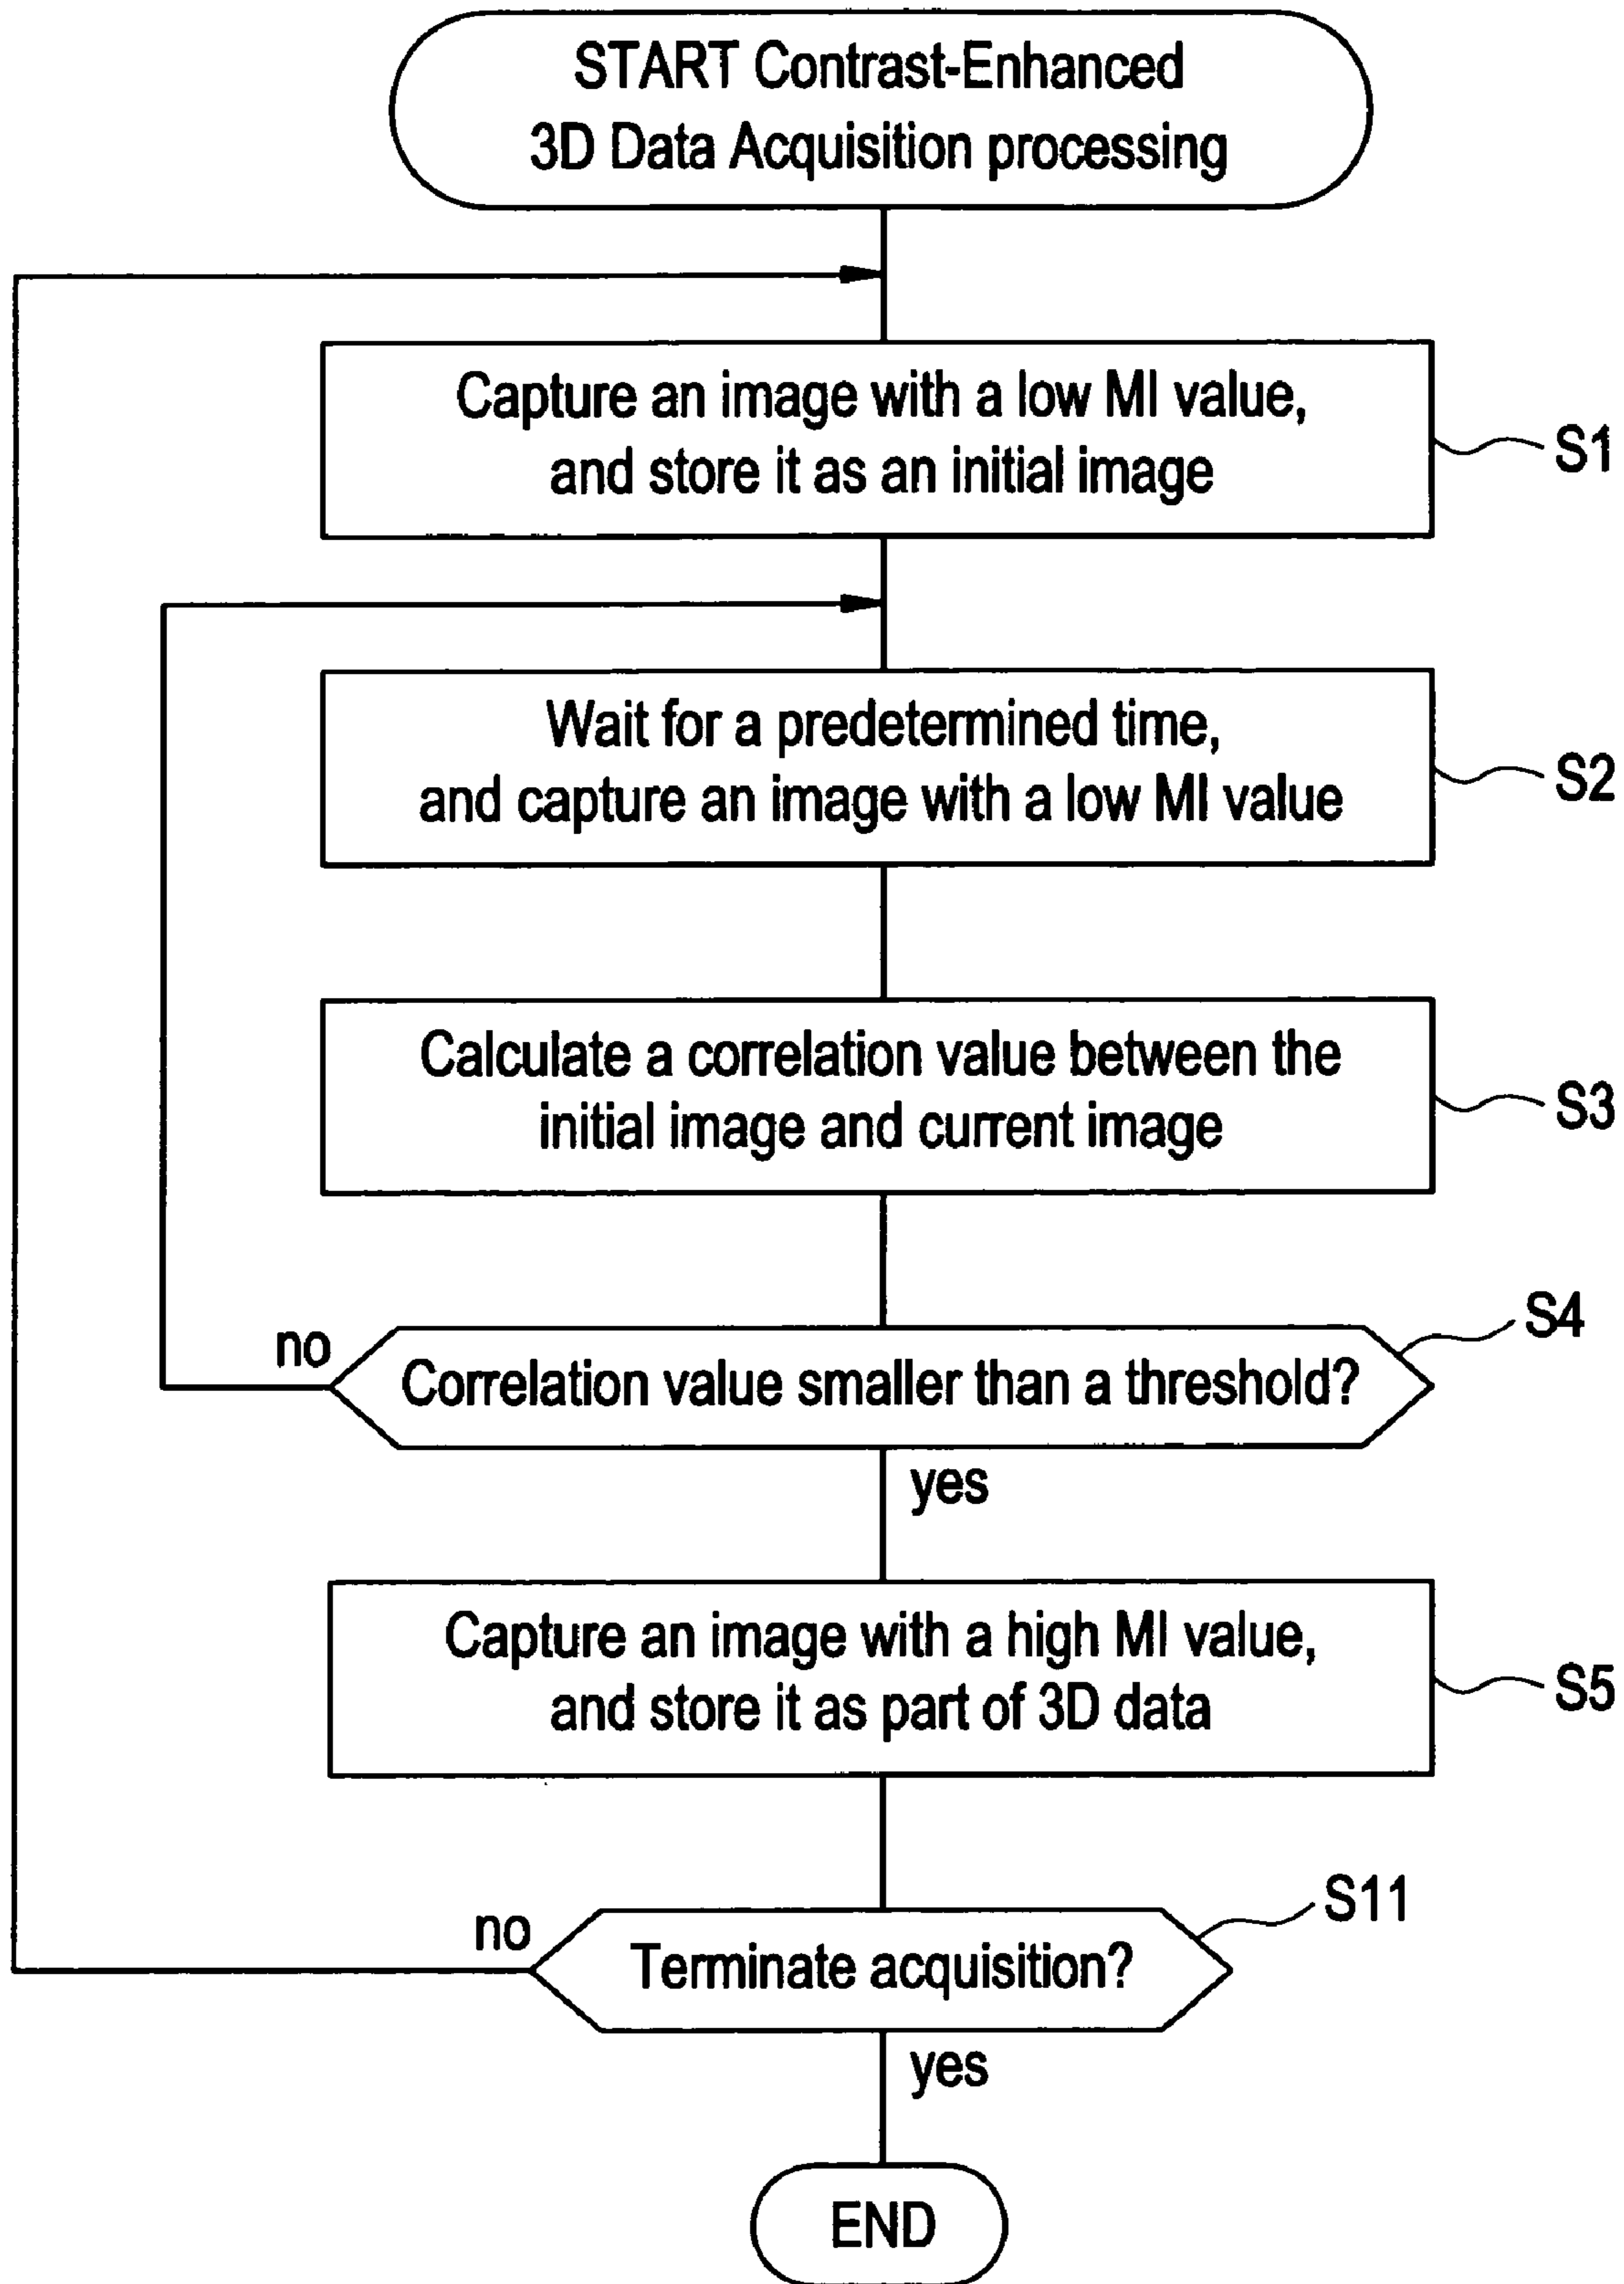 START Contrast-Enhanced
3D Data Acquisition processing
Capture an image with a low MI value,
and store it as an initial image
S1
Wait for a predetermined time,
and capture an image with a low MI value
S2
Calculate a correlation value between the
initial image and current image
S3
S4
no
Correlation value smaller than a threshold?
yes
Capture an image with a high MI value,
and store it as part of 3D data
S5
S11
no
Terminate acquisition?
yes
END